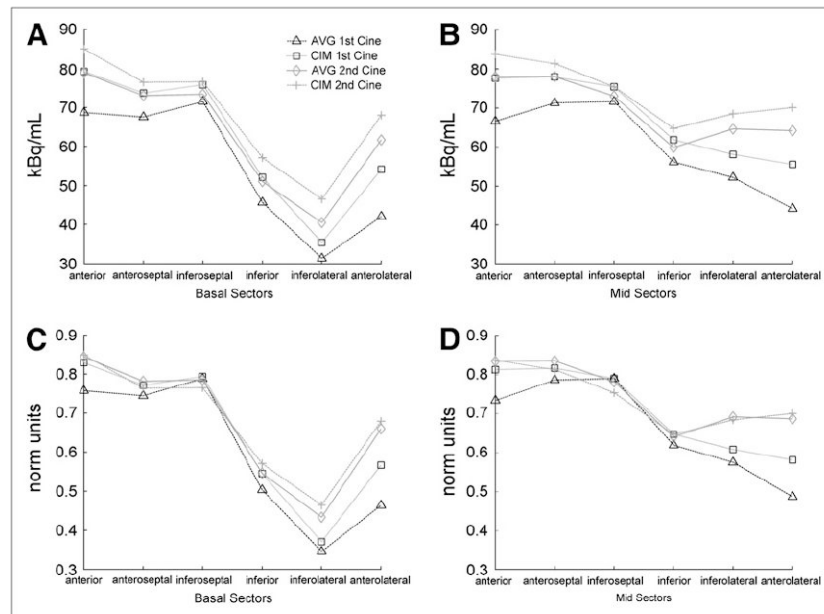 A
AVG 1st Cine
CIM 1st Cine
AVG 2nd Cine
CIM 2nd Cine
90
80
70
60
50
40
30
kBq/mL
anterior anteroseptal inferoseptal inferior inferolateral anterolateral
Basal Sectors
B
90
80
70
60
50
40
30
kBq/mL
anterior anteroseptal inferoseptal inferior inferolateral anterolateral
Mid Sectors
C
0.9
0.8
0.7
0.6
0.5
0.4
0.3
norm units
anterior anteroseptal inferoseptal inferior inferolateral anterolateral
Basal Sectors
D
0.9
0.8
0.7
0.6
0.5
0.4
0.3
norm units
anterior anteroseptal inferoseptal inferior inferolateral anterolateral
Mid Sectors